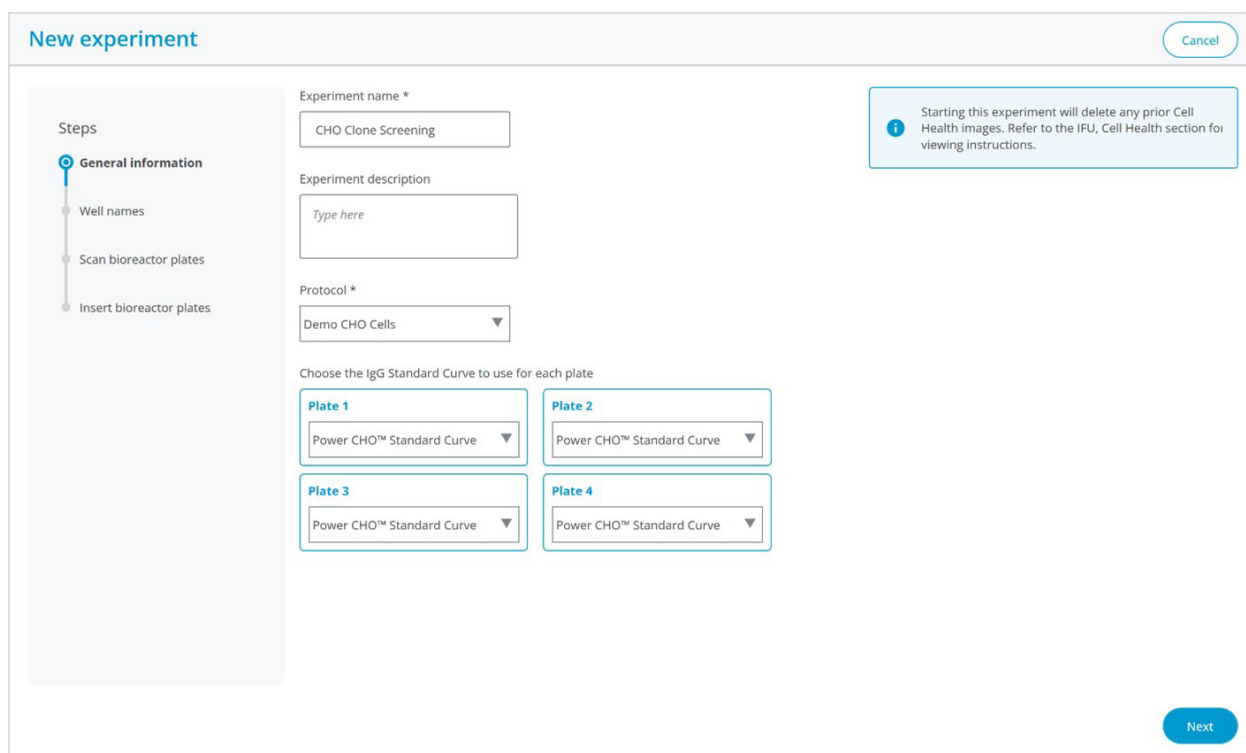 New experiment
Cancel
Steps
General information
Well names
Scan bioreactor plates
Insert bioreactor plates
Experiment name *
CHO Clone Screening
Experiment description
Type here
Protocol *
Demo CHO Cells
Choose the IgG Standard Curve to use for each plate
Plate 1
Power CHO™ Standard Curve
Plate 2
Power CHO™ Standard Curve
Plate 3
Power CHO™ Standard Curve
Plate 4
Power CHO™ Standard Curve
Starting this experiment will delete any prior Cell
Health images. Refer to the IFU, Cell Health section for
viewing instructions.
Next